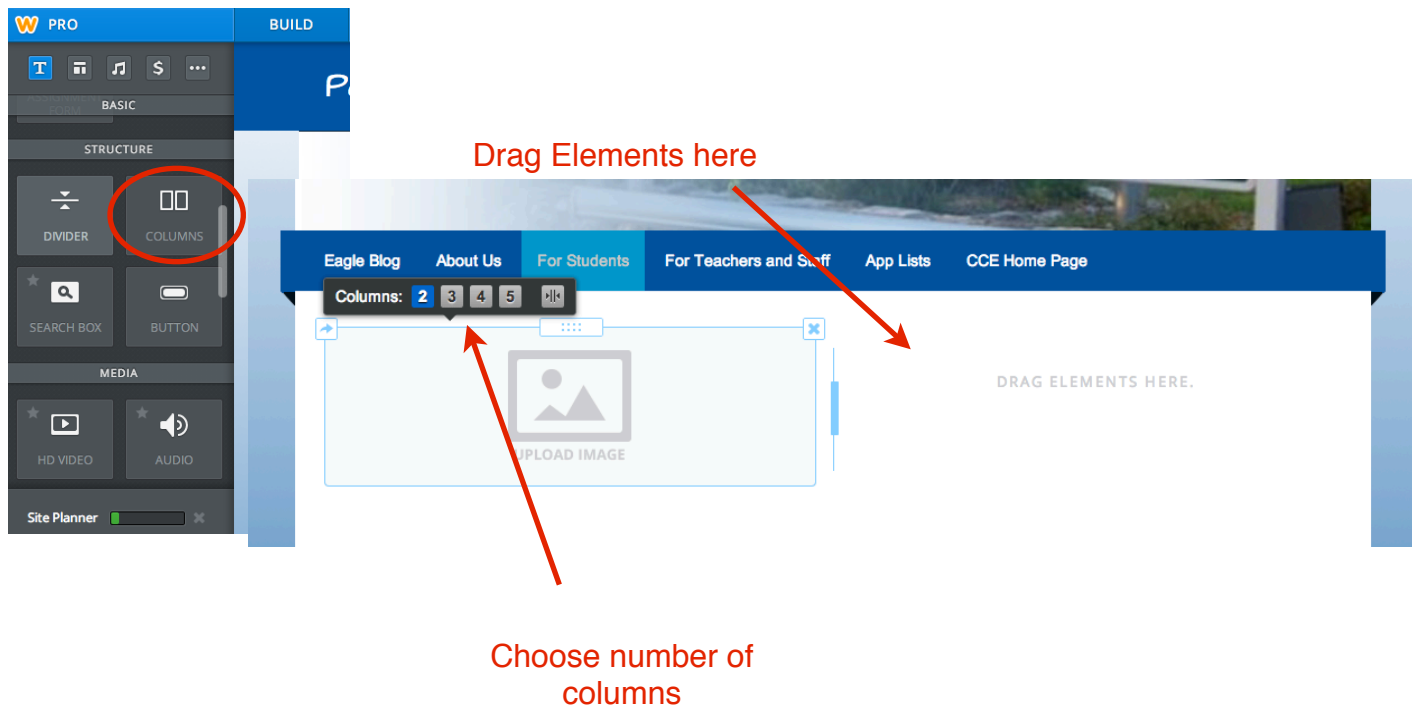 PRO
BUILD
T
$
FORM
BASIC
STRUCTURE
DIVIDER
COLUMNS
SEARCH BOX
BUTTON
MEDIA
HD VIDEO
AUDIO
Site Planner
Drag Elements here
Eagle Blog About Us For Students For Teachers and Staff App Lists CCE Home Page
Columns: 2 3 4 5
UPLOAD IMAGE
DRAG ELEMENTS HERE.
Choose number of
columns